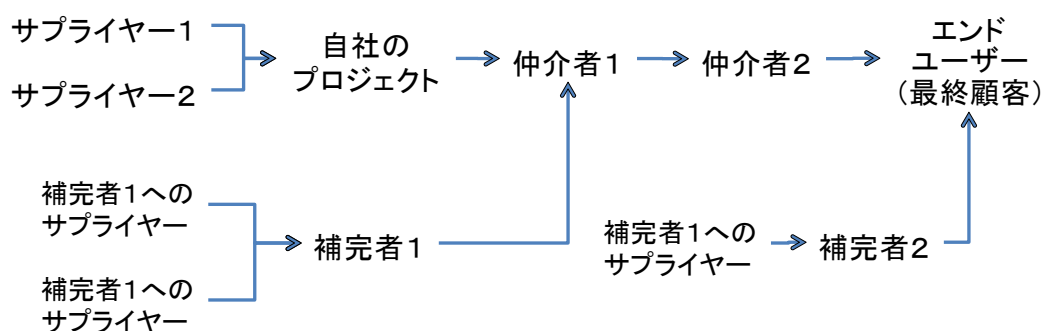 サプライヤー1
サプライヤー2
自社の
プロジェクト
仲介者1
仲介者2
エンド
ユーザー
（最終顧客）
補完者1への
サプライヤー
補完者1への
サプライヤー
補完者1
補完者1への
サプライヤー
補完者2